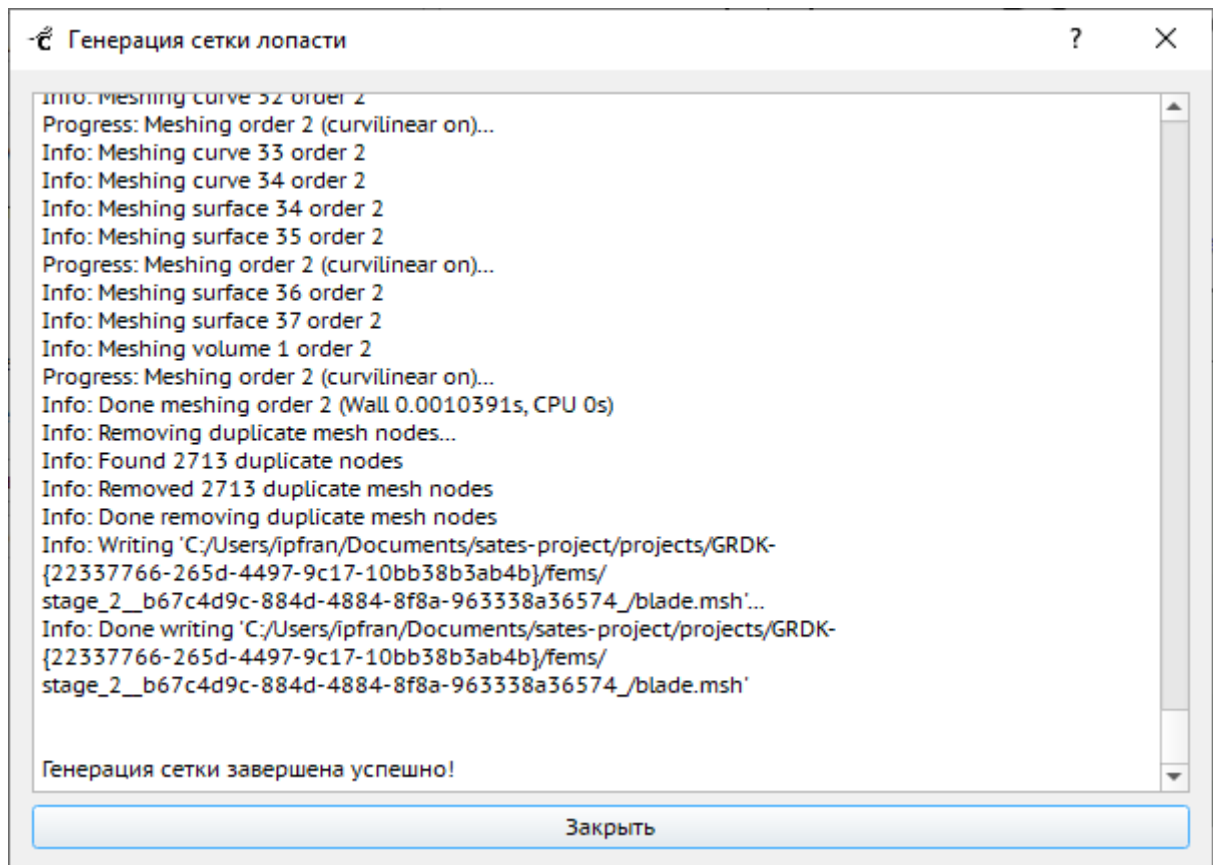 Генерация сетки лопасти
?
Info: Meshing curve 32 order 2
Progress: Meshing order 2 (curvilinear on)...
Info: Meshing curve 33 order 2
Info: Meshing curve 34 order 2
Info: Meshing surface 34 order 2
Info: Meshing surface 35 order 2
Progress: Meshing order 2 (curvilinear on)...
Info: Meshing surface 36 order 2
Info: Meshing surface 37 order 2
Info: Meshing volume 1 order 2
Progress: Meshing order 2 (curvilinear on)...
Info: Done meshing order 2 (Wall 0.0010391s, CPU 0s)
Info: Removing duplicate mesh nodes...
Info: Found 2713 duplicate nodes
Info: Removed 2713 duplicate mesh nodes
Info: Done removing duplicate mesh nodes
Info: Writing 'C:/Users/ipfran/Documents/sates-project/projects/GRDK-
{22337766-265d-4497-9c17-10bb38b3ab4b}/fems/
stage_2__b67c4d9c-884d-4884-8f8a-963338a36574_/blade.msh'...
Info: Done writing 'C:/Users/ipfran/Documents/sates-project/projects/GRDK-
{22337766-265d-4497-9c17-10bb38b3ab4b}/fems/
stage_2__b67c4d9c-884d-4884-8f8a-963338a36574_/blade.msh'
Генерация сетки завершена успешно!
Закрыть